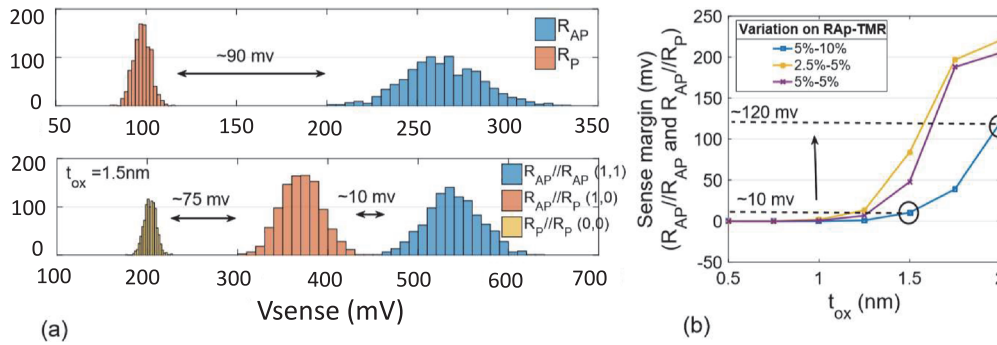 200
100
0
~90 mv
R_AP
R_P
50 100 150 200 250 300 350
200
100
0
t_ox =1.5nm
~75 mv
~10 mv
R_AP//R_AP (1,1)
R_AP//R_P (1,0)
R_P//R_P (0,0)
100 200 300 400 500 600 700
Vsense (mV)
(a)
Sense margin (mv)
(R_AP//R_AP and R_AP//R_P)
250
200
150
100
50
0
-50
Variation on RAp-TMR
5%-10%
2.5%-5%
5%-5%
~120 mv
~10 mv
0.5 1 1.5 2
t_ox (nm)
(b)